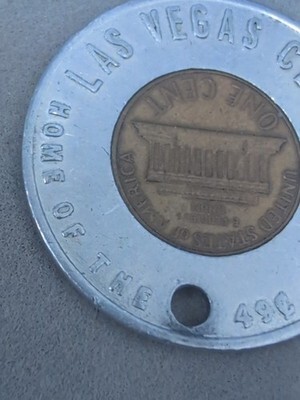 LAS VEGAS
HOME OF THE 49¢
ONE CENT
UNITED STATES OF AMERICA